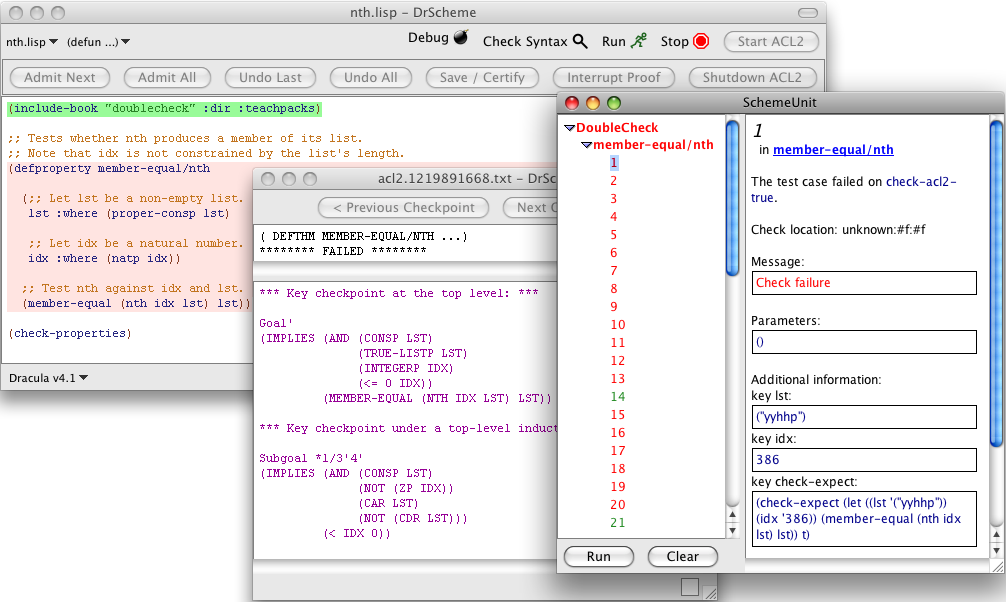 nth.lisp – DrScheme
nth.lisp (defun ...) Debug Check Syntax Run Stop Start ACL2
Admit Next Admit All Undo Last Undo All Save / Certify Interrupt Proof Shutdown ACL2
(include-book "doublecheck" :dir :teachpacks)
;; Tests whether nth produces a member of its list.
;; Note that idx is not constrained by the list's length.
(defproperty member-equal/nth
(;; Let lst be a non-empty list.
lst :where (proper-consp lst)
;; Let idx be a natural number.
idx :where (natp idx))
;; Test nth against idx and lst.
(member-equal (nth idx lst) lst))
(check-properties)
Dracula v4.1
acl2.1219891668.txt – DrSc
< Previous Checkpoint Next C
( DEFTHM MEMBER-EQUAL/NTH ...)
******** FAILED ********
*** Key checkpoint at the top level: ***
Goal'
(IMPLIES (AND (CONSP LST)
(TRUE-LISTP LST)
(INTEGERP IDX)
(<= 0 IDX))
(MEMBER-EQUAL (NTH IDX LST) LST))
*** Key checkpoint under a top-level induct
Subgoal *1/3'4'
(IMPLIES (AND (CONSP LST)
(NOT (ZP IDX))
(CAR LST)
(NOT (CDR LST)))
(< IDX 0))
SchemeUnit
DoubleCheck
member-equal/nth
1
2
3
4
5
6
7
8
9
10
11
12
13
14
15
16
17
18
19
20
21
Run Clear
1
in member-equal/nth
The test case failed on check-acl2-
true.
Check location: unknown:#f:#f
Message:
Check failure
Parameters:
()
Additional information:
key lst:
("yyhhp")
key idx:
386
key check-expect:
(check-expect (let ((lst '("yyhhp"))
(idx '386)) (member-equal (nth idx
lst) lst)) t)